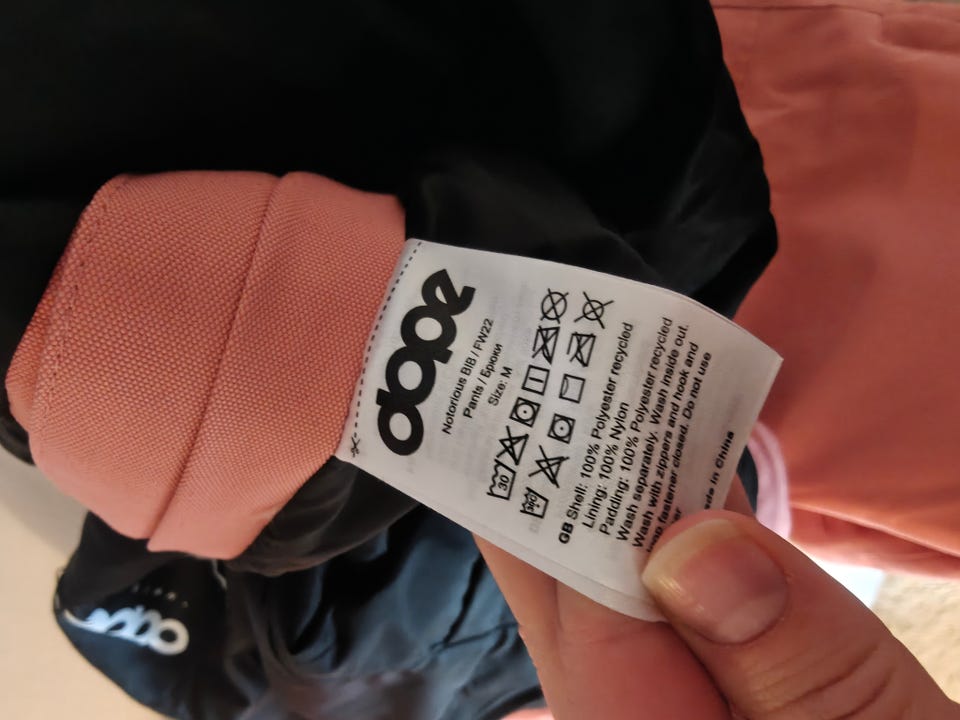 dope
Notorious BIB / FW22
Pants / Брюки
Size: M
30
GB Shell: 100% Polyester recycled
Lining: 100% Nylon
Padding: 100% Polyester recycled
Wash separately. Wash inside out.
Wash with zippers and hook and
loop fastener closed. Do not use
in China
dope